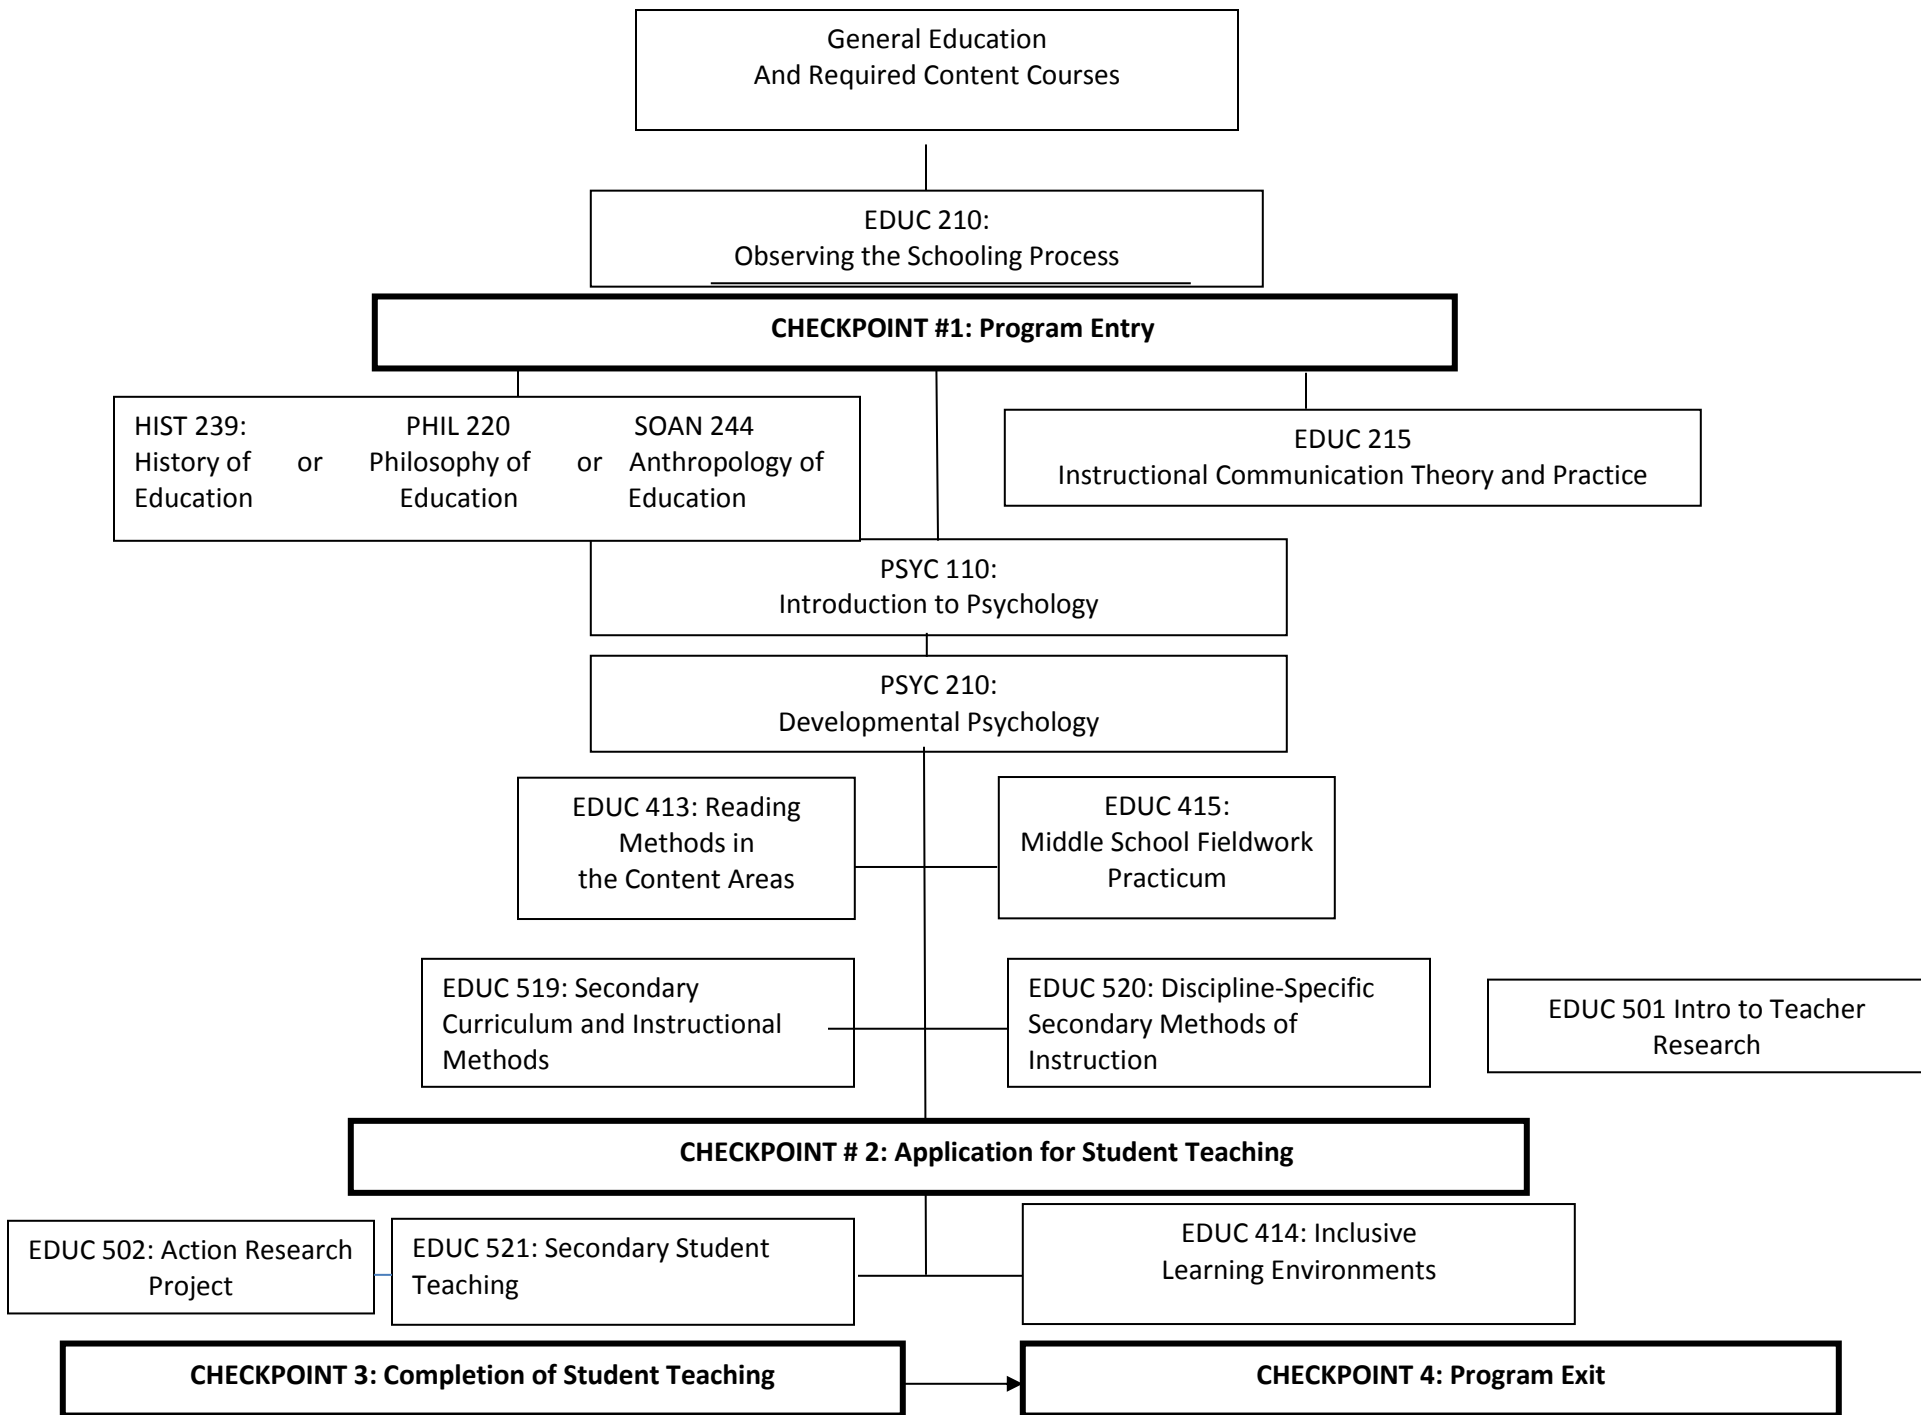 General Education
And Required Content Courses
EDUC 210:
Observing the Schooling Process
CHECKPOINT #1: Program Entry
HIST 239: PHIL 220 SOAN 244
History of or Philosophy of or Anthropology of
Education Education Education
EDUC 215
Instructional Communication Theory and Practice
PSYC 110:
Introduction to Psychology
PSYC 210:
Developmental Psychology
EDUC 413: Reading
Methods in
the Content Areas
EDUC 415:
Middle School Fieldwork
Practicum
EDUC 519: Secondary
Curriculum and Instructional
Methods
EDUC 520: Discipline-Specific
Secondary Methods of
Instruction
EDUC 501 Intro to Teacher
Research
CHECKPOINT # 2: Application for Student Teaching
EDUC 502: Action Research
Project
EDUC 521: Secondary Student
Teaching
EDUC 414: Inclusive
Learning Environments
CHECKPOINT 3: Completion of Student Teaching
CHECKPOINT 4: Program Exit